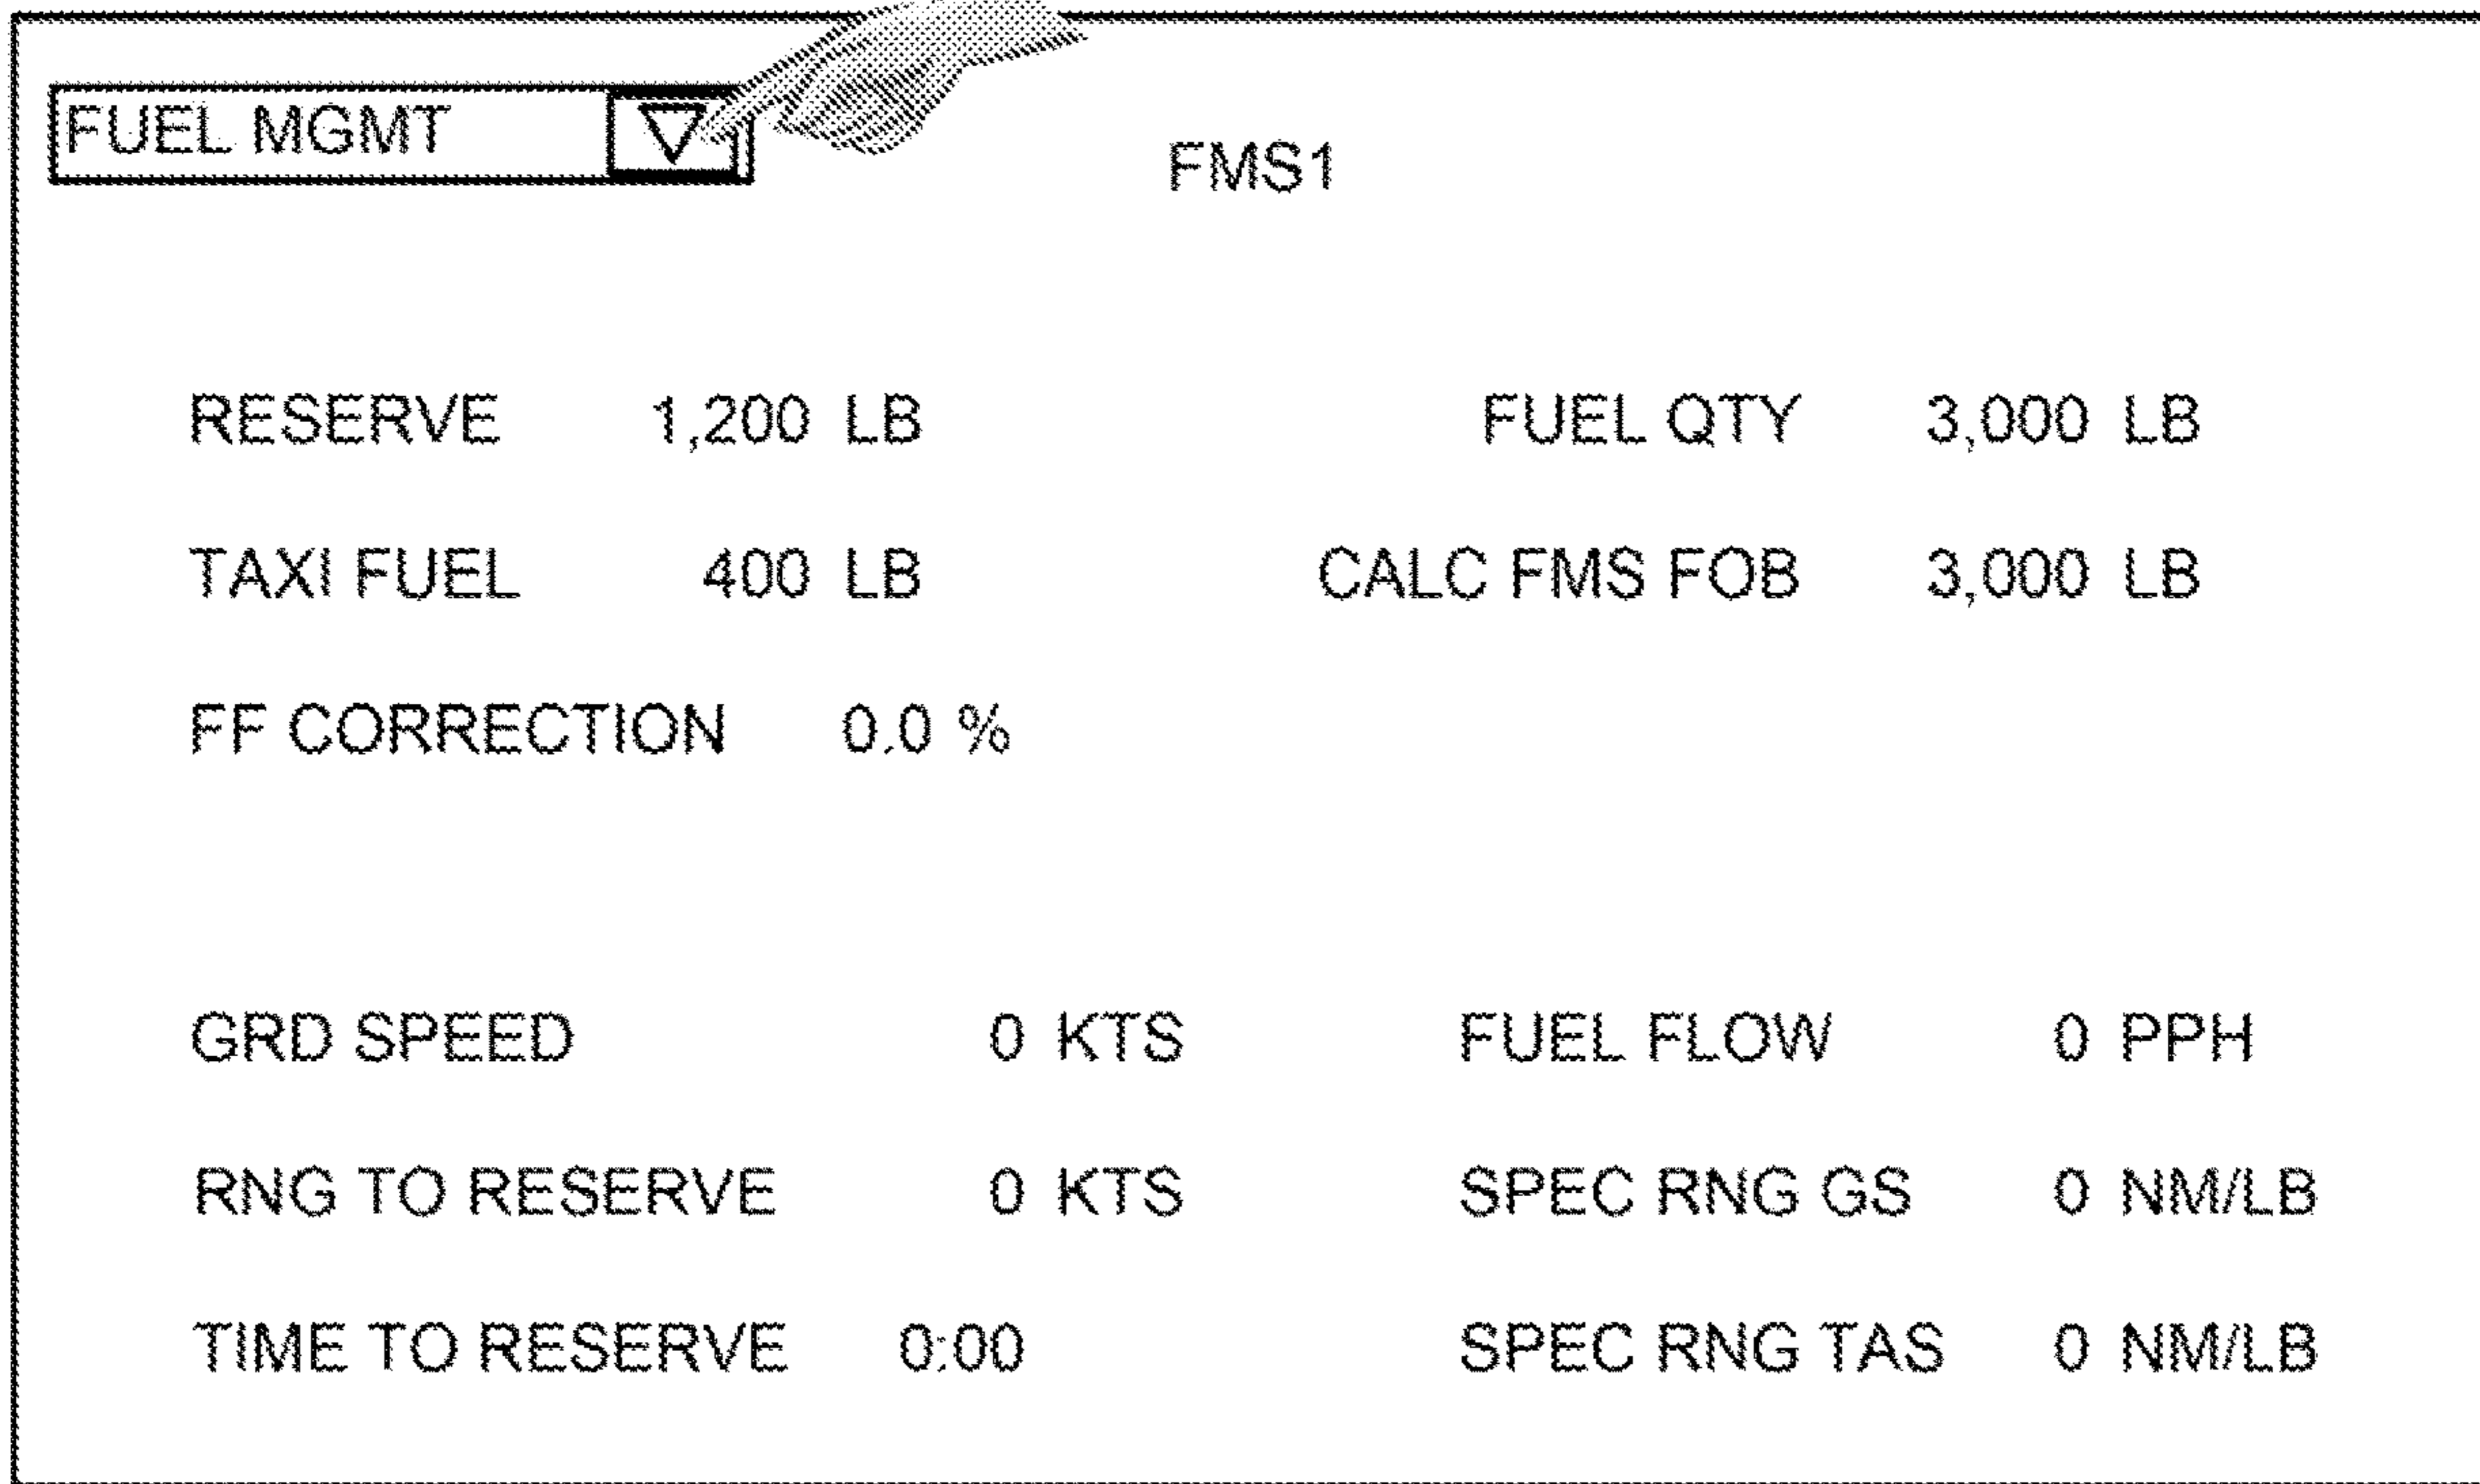 FUEL MGMT
FMS1
RESERVE 1,200 LB FUEL QTY 3,000 LB
TAXI FUEL 400 LB CALC FMS FOB 3,000 LB
FF CORRECTION 0.0 %
GRD SPEED 0 KTS FUEL FLOW 0 PPH
RNG TO RESERVE 0 KTS SPEC RNG GS 0 NM/LB
TIME TO RESERVE 0:00 SPEC RNG TAS 0 NM/LB